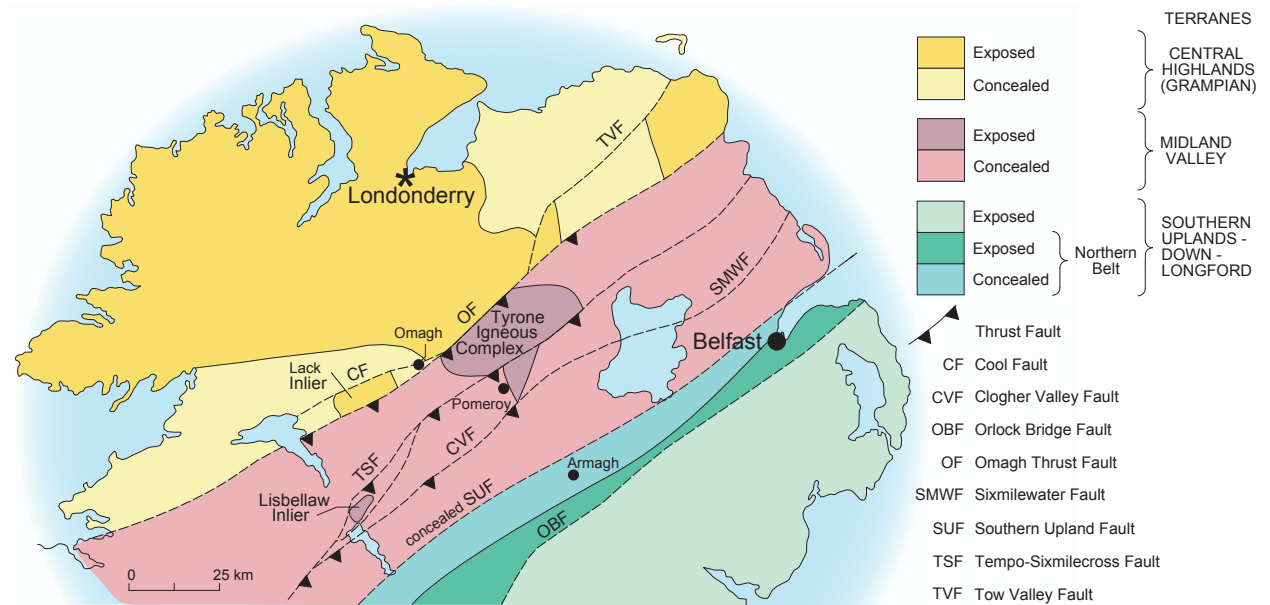 TVF
Londonderry
OF
Omagh
Tyrone
Igneous
Complex
SMWF
Lack
Inlier
CF
Belfast
Pomeroy
CVF
TSF
Armagh
Lisbellaw
Inlier
concealed SUF
OBF
0 25 km
TERRANES
Exposed
Concealed
CENTRAL
HIGHLANDS
(GRAMPIAN)
Exposed
Concealed
MIDLAND
VALLEY
Exposed
Exposed
Concealed
Northern
Belt
SOUTHERN
UPLANDS -
DOWN -
LONGFORD
Thrust Fault
CF Cool Fault
CVF Clogher Valley Fault
OBF Orlock Bridge Fault
OF Omagh Thrust Fault
SMWF Sixmilewater Fault
SUF Southern Upland Fault
TSF Tempo-Sixmilecross Fault
TVF Tow Valley Fault